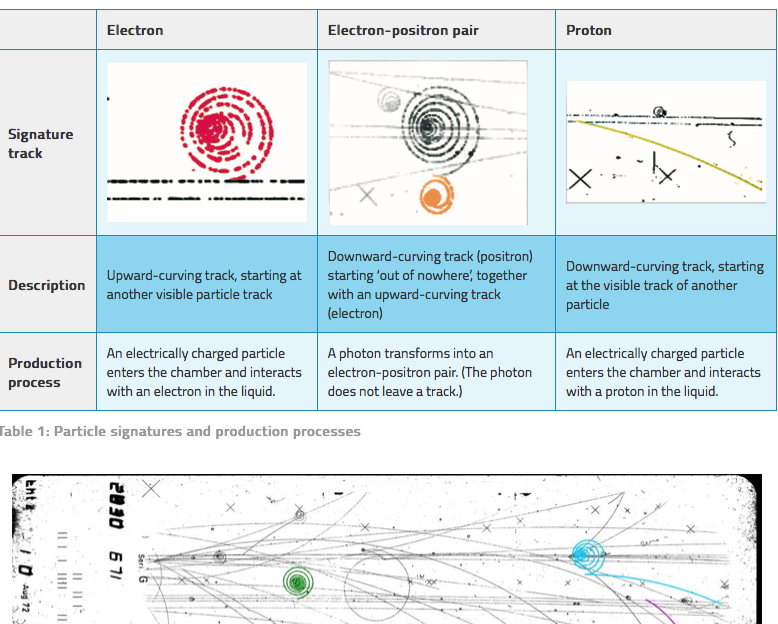 Electron
Electron-positron pair
Proton
Signature
track
Description
Upward-curving track, starting at
another visible particle track
Downward-curving track (positron)
starting ‘out of nowhere’, together
with an upward-curving track
(electron)
Downward-curving track, starting
at the visible track of another
particle
Production
process
An electrically charged particle
enters the chamber and interacts
with an electron in the liquid.
A photon transforms into an
electron-positron pair. (The photon
does not leave a track.)
An electrically charged particle
enters the chamber and interacts
with a proton in the liquid.
Table 1: Particle signatures and production processes
G
Aug 72